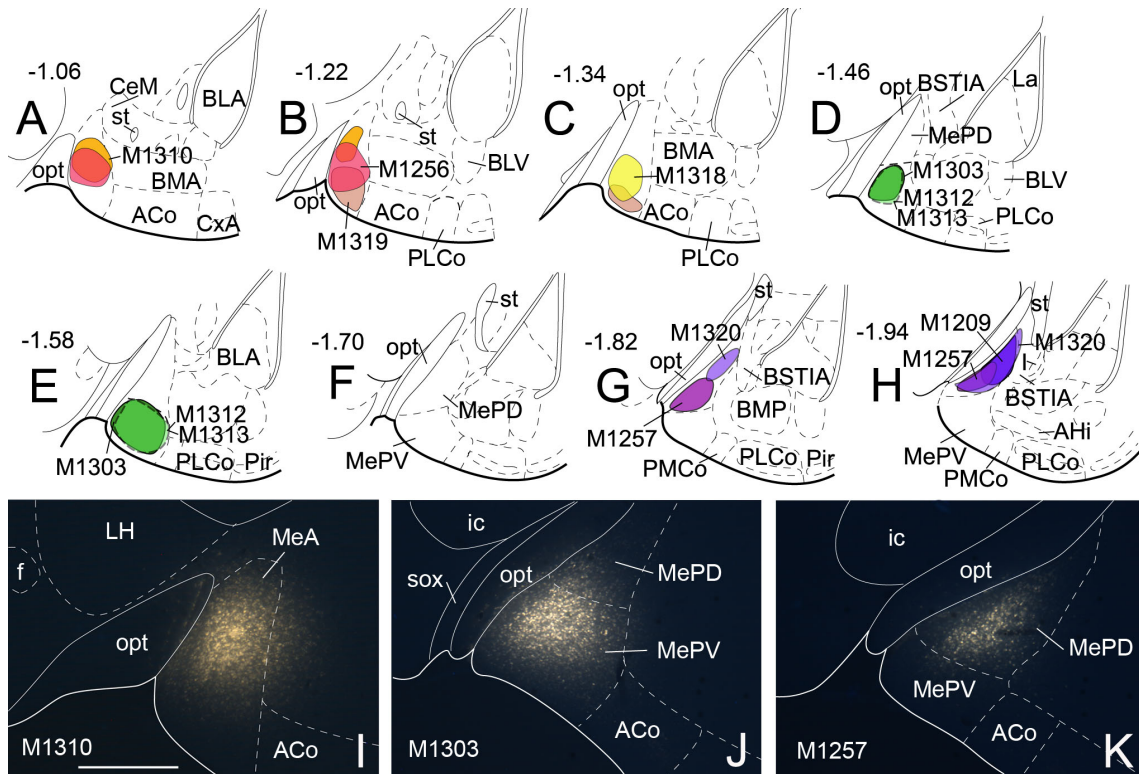 -1.06
CeM
BLA
st
A
M1310
opt
BMA
ACo
CxA
-1.22
B
st
BLV
M1256
opt
ACo
M1319
PLCo
-1.34
opt
C
BMA
M1318
ACo
PLCo
-1.46
opt
BSTIA
La
D
MePD
M1303
BLV
M1312
M1313
PLCo
-1.58
BLA
E
M1312
M1313
M1303
PLCo
Pir
-1.70
st
opt
F
MePD
MePV
-1.82
st
M1320
opt
G
BSTIA
BMP
M1257
PLCo
Pir
PMCo
-1.94
st
M1209
M1320
M1257
I
H
BSTIA
AHi
MePV
PLCo
PMCo
LH
MeA
f
opt
M1310
ACo
I
ic
sox
opt
MePD
MePV
ACo
M1303
J
ic
opt
MePD
MePV
ACo
M1257
K